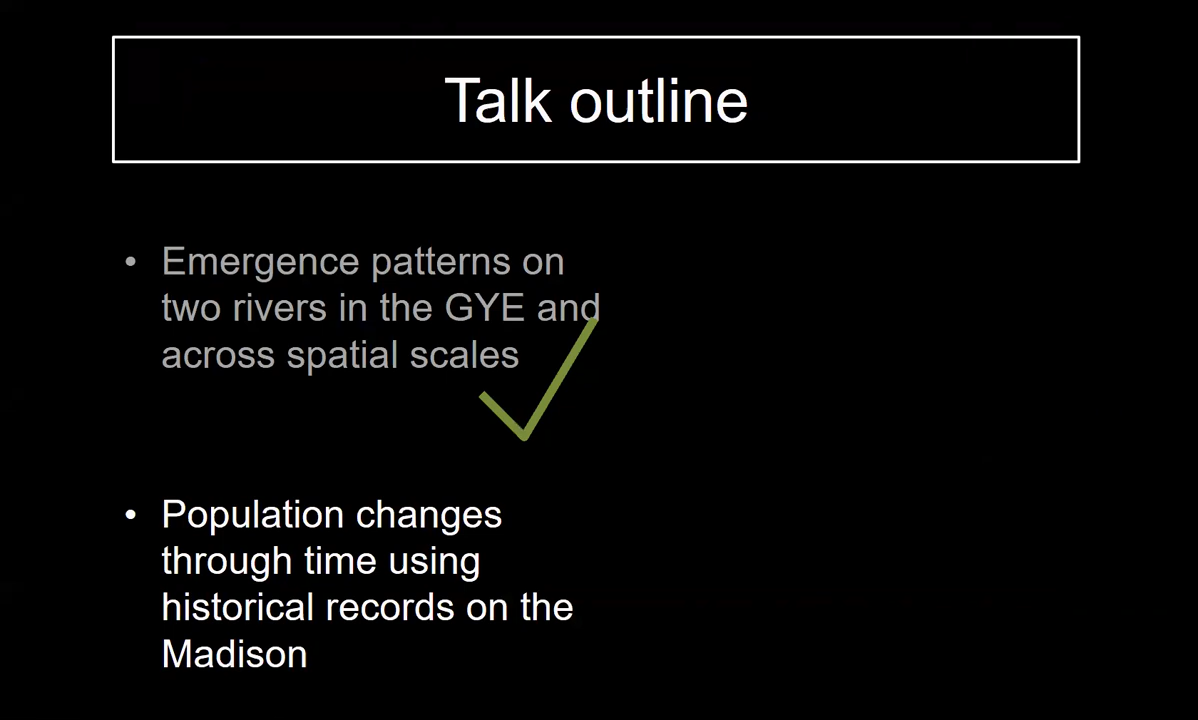 Talk outline
• Emergence patterns on
two rivers in the GYE and
across spatial scales
• Population changes
through time using
historical records on the
Madison